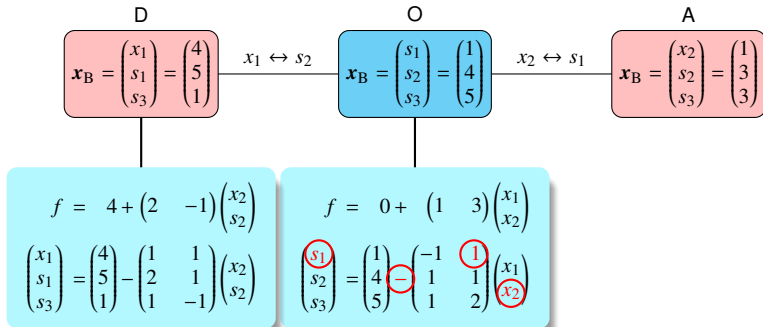 D O A
𝒙_B = (x₁ s₁ s₃) = (4 5 1) x₁ ↔ s₂ 𝒙_B = (s₁ s₂ s₃) = (1 4 5) x₂ ↔ s₁ 𝒙_B = (x₂ s₂ s₃) = (1 3 3)
f = 4 + (2 −1) (x₂ s₂)
(x₁ s₁ s₃) = (4 5 1) − (1 1 2 1 1 −1) (x₂ s₂)
f = 0 + (1 3) (x₁ x₂)
(s₁ s₂ s₃) = (1 4 5) − (−1 1 1 1 1 2) (x₁ x₂)